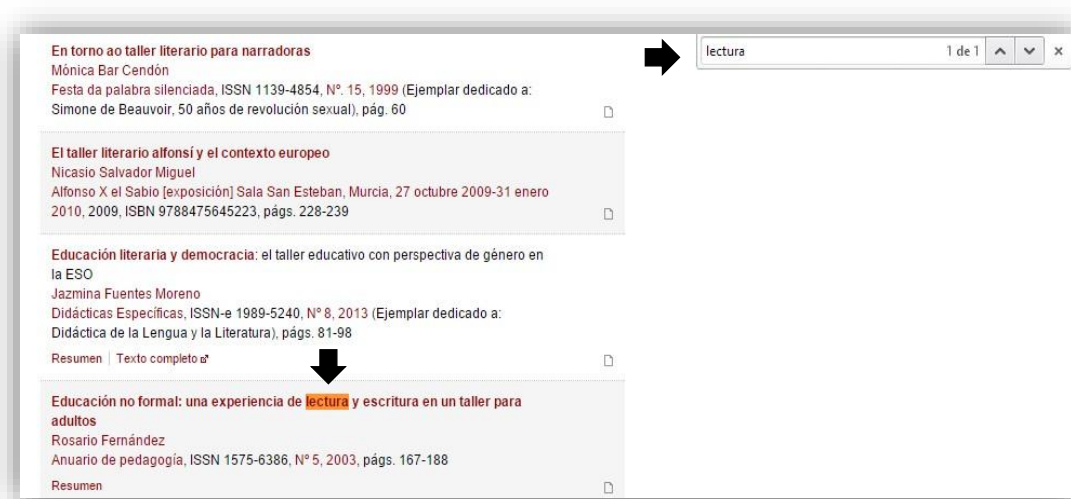 En torno ao taller literario para narradoras
Mónica Bar Cendón
Festa da palabra silenciada, ISSN 1139-4854, Nº. 15, 1999 (Ejemplar dedicado a:
Simone de Beauvoir, 50 años de revolución sexual), pág. 60
El taller literario alfonsí y el contexto europeo
Nicasio Salvador Miguel
Alfonso X el Sabio [exposición] Sala San Esteban, Murcia, 27 octubre 2009-31 enero
2010, 2009, ISBN 9788475645223, págs. 228-239
Educación literaria y democracia: el taller educativo con perspectiva de género en
la ESO
Jazmina Fuentes Moreno
Didácticas Específicas, ISSN-e 1989-5240, Nº 8, 2013 (Ejemplar dedicado a:
Didáctica de la Lengua y la Literatura), págs. 81-98
Resumen | Texto completo
Educación no formal: una experiencia de lectura y escritura en un taller para
adultos
Rosario Fernández
Anuario de pedagogía, ISSN 1575-6386, Nº 5, 2003, págs. 167-188
Resumen
lectura 1 de 1